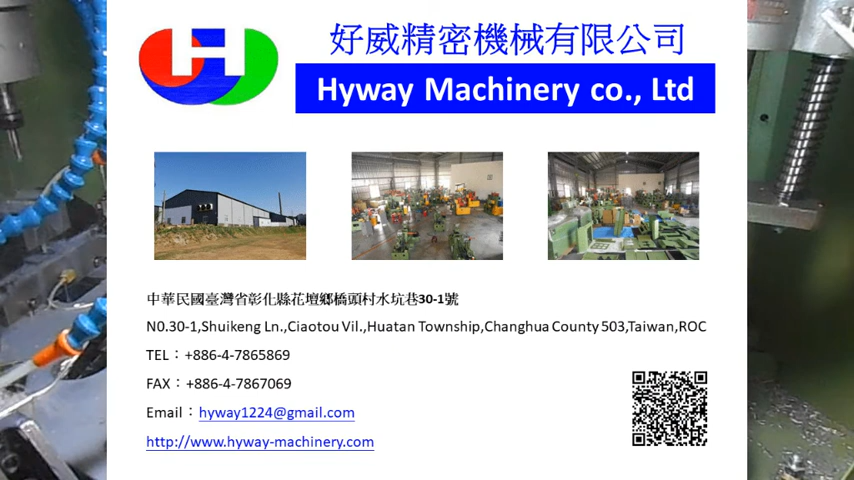 好威精密機械有限公司
H
Hyway Machinery co., Ltd
中華民國臺灣省彰化縣花壇鄉橋頭村水坑巷30-1號
NO.30-1,Shuikeng Ln.,Ciaotou Vil.,Huatan Township,Changhua County 503,Taiwan,ROC
TEL：+886-4-7865869
FAX：+886-4-7867069
Email：hyway1224@gmail.com
http://www.hyway-machinery.com